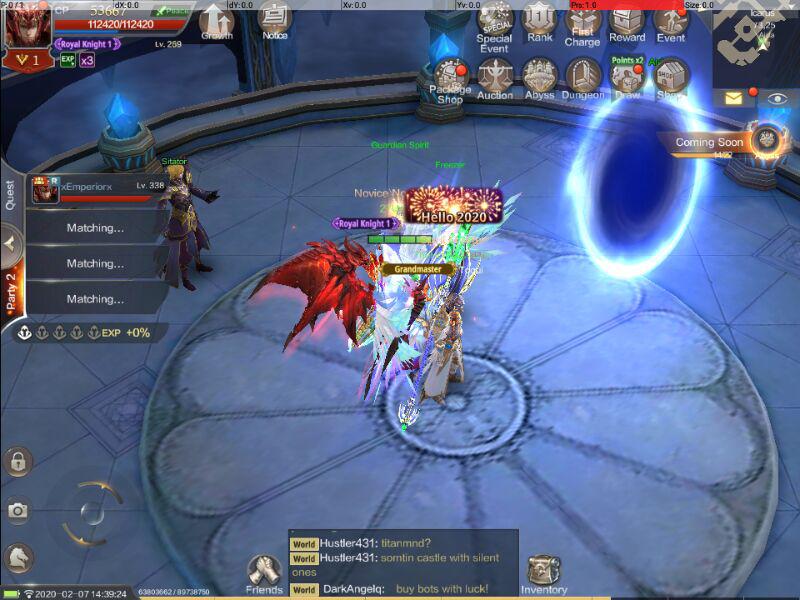 P:0 / 1 dX:0.0 dY:0.0 Xv:0.0 Yv:0.0 Prs:1.0 Size:0.0
CP 53667 Peace
112420/112420
Royal Knight 1 Lv. 259
1 EXP x3
Growth
Notice
SPECIAL
Special Event
Rank
First Charge
Reward
Event
Icarus
Package Shop
Auction
Abyss
Dungeon
Points x2
Draw
Coming Soon
Quest
R xEmperiorx Lv. 338
Matching...
Matching...
Matching...
Party 2
EXP +0%
Sitator
Guardian Spirit
Freezer
Hello 2020
Royal Knight 1
Grandmaster
World Hustler431: titanmnd?
World Hustler431: somtin castle with silent
ones
World DarkAngelq: buy bots with luck!
Friends
Inventory
2020-02-07 14:39:24 63803662 / 89738750